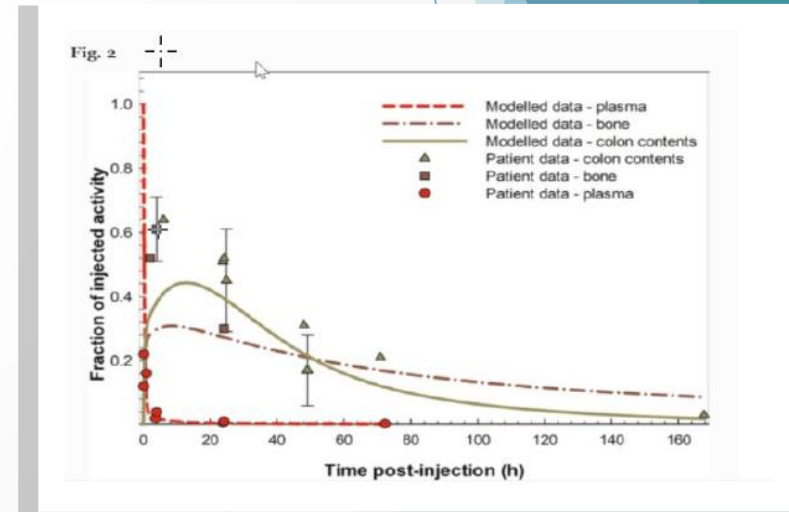 Fig. 2
Modelled data - plasma
Modelled data - bone
Modelled data - colon contents
Patient data - colon contents
Patient data - bone
Patient data - plasma
Fraction of injected activity
1.0
0.8
0.6
0.4
0.2
0 20 40 60 80 100 120 140 160
Time post-injection (h)